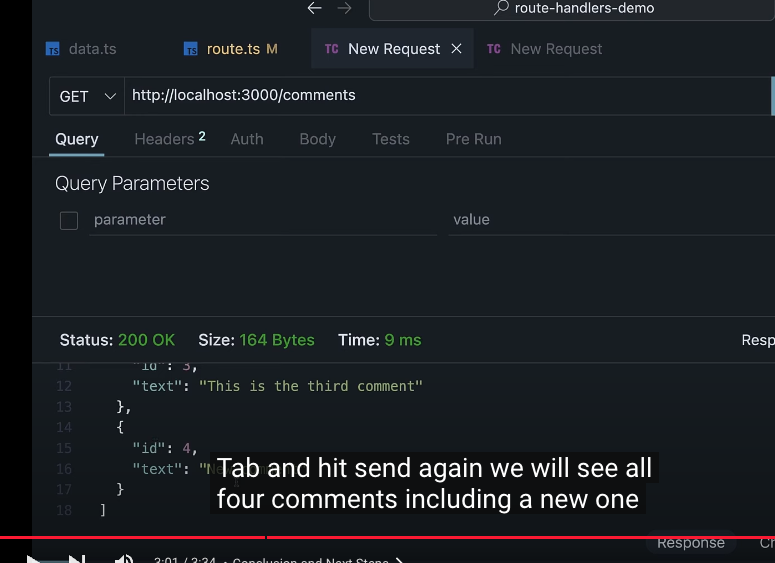 route-handlers-demo
TS data.ts TS route.ts M TC New Request × TC New Request
GET http://localhost:3000/comments
Query Headers 2 Auth Body Tests Pre Run
Query Parameters
parameter value
Status: 200 OK Size: 164 Bytes Time: 9 ms Resp
11 "id": 3,
12 "text": "This is the third comment"
13 },
14 {
15 "id": 4,
16 "text": "N
17 }
18 ]
Tab and hit send again we will see all
four comments including a new one
Response Ch
3:01 / 3:34 • Conclusion and Next Steps